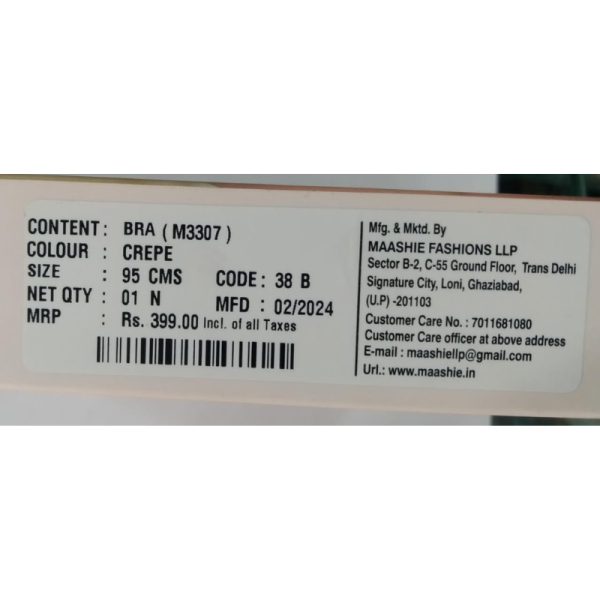 CONTENT : BRA ( M3307 )
COLOUR : CREPE
SIZE : 95 CMS CODE : 38 B
NET QTY : 01 N MFD : 02/2024
MRP : Rs. 399.00 Incl. of all Taxes
Mfg. & Mktd. By
MAASHIE FASHIONS LLP
Sector B-2, C-55 Ground Floor, Trans Delhi
Signature City, Loni, Ghaziabad,
(U.P) -201103
Customer Care No. : 7011681080
Customer Care officer at above address
E-mail : maashiellp@gmail.com
Url.: www.maashie.in